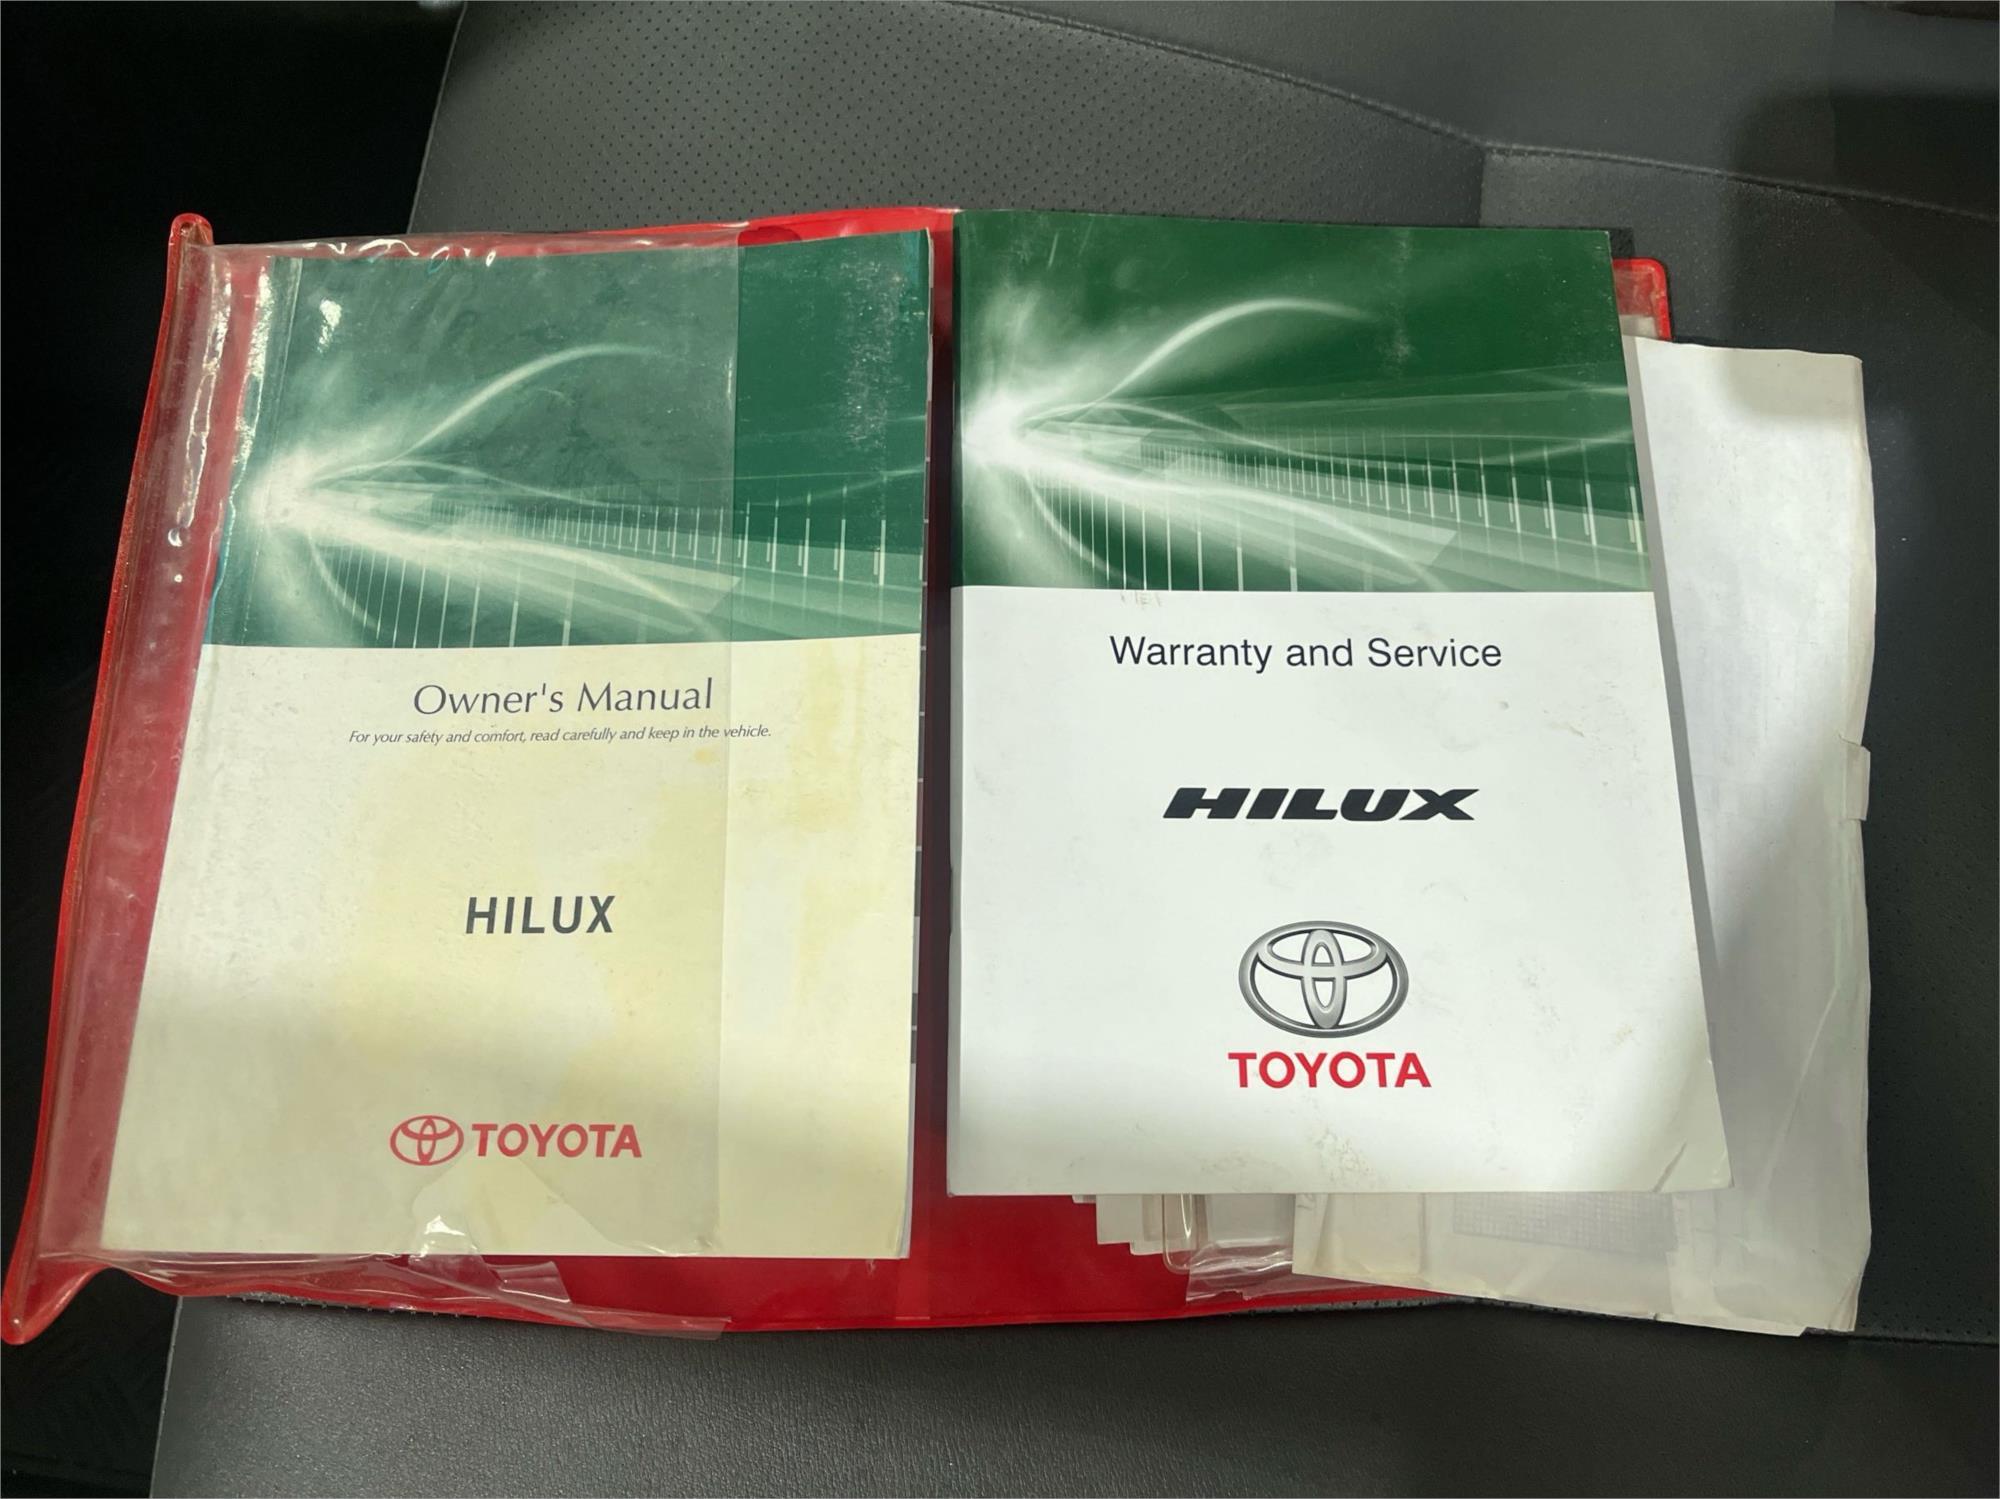 Owner's Manual
For your safety and comfort, read carefully and keep in the vehicle.
HILUX
TOYOTA
Warranty and Service
HILUX
TOYOTA